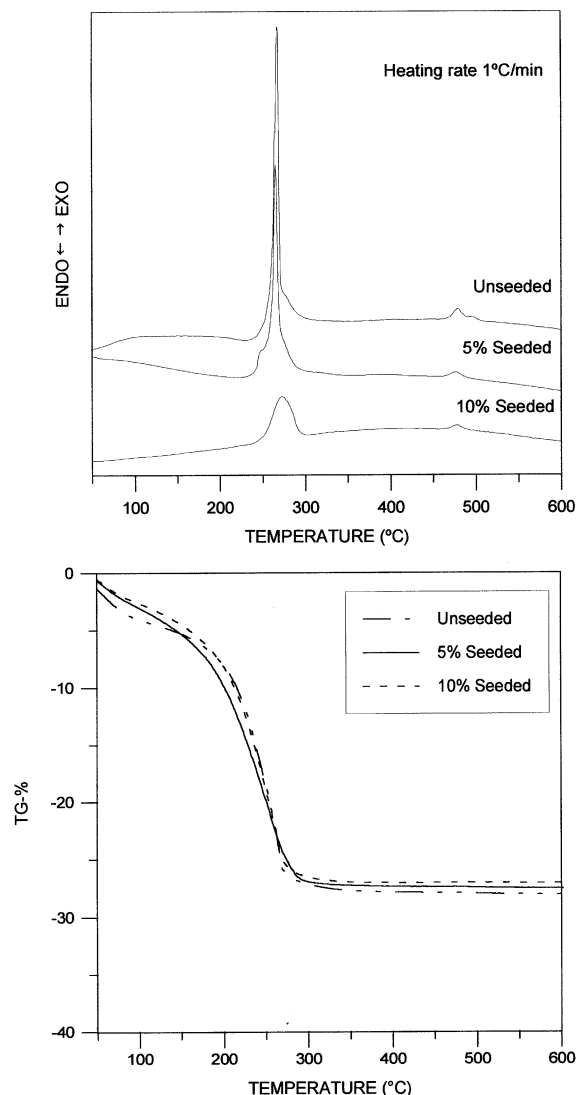 Heating rate 1ºC/min
ENDO ← → EXO
Unseeded
5% Seeded
10% Seeded
100 200 300 400 500 600
TEMPERATURE (ºC)
0
-10
-20
-30
-40
TG-%
Unseeded
5% Seeded
10% Seeded
100 200 300 400 500 600
TEMPERATURE (°C)